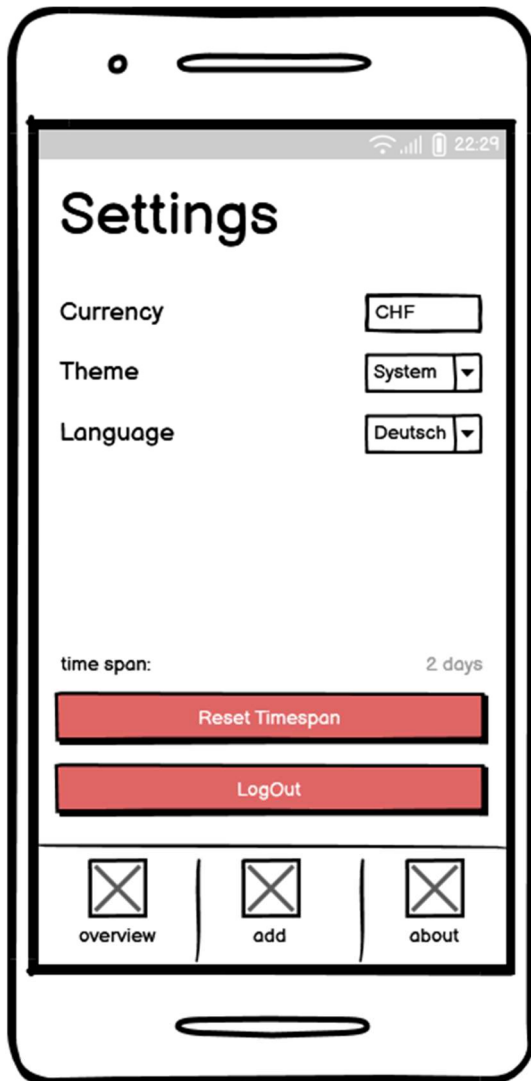 22:29
Settings
Currency CHF
Theme System
Language Deutsch
time span: 2 days
Reset Timespan
LogOut
overview add about